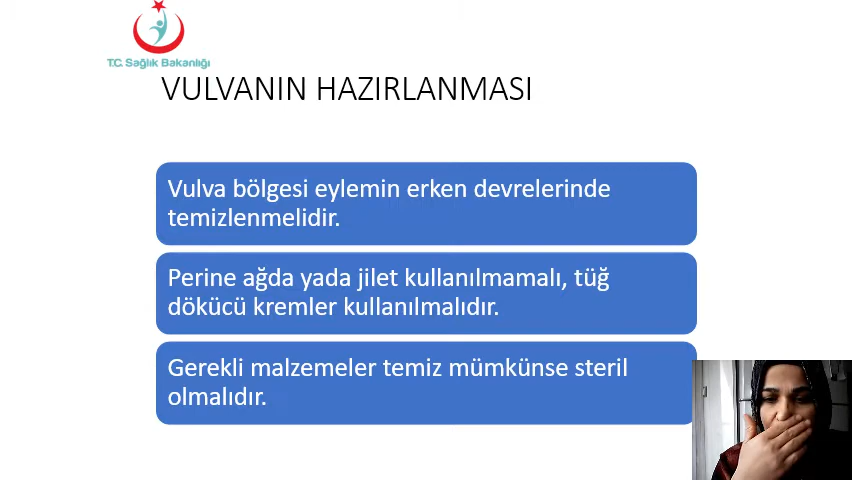 T.C. Sağlık Bakanlığı
VULVANIN HAZIRLANMASI
Vulva bölgesi eylemin erken devrelerinde
temizlenmelidir.
Perine ağda yada jilet kullanılmamalı, tüğ
dökücü kremler kullanılmalıdır.
Gerekli malzemeler temiz mümkünse steril
olmalıdır.